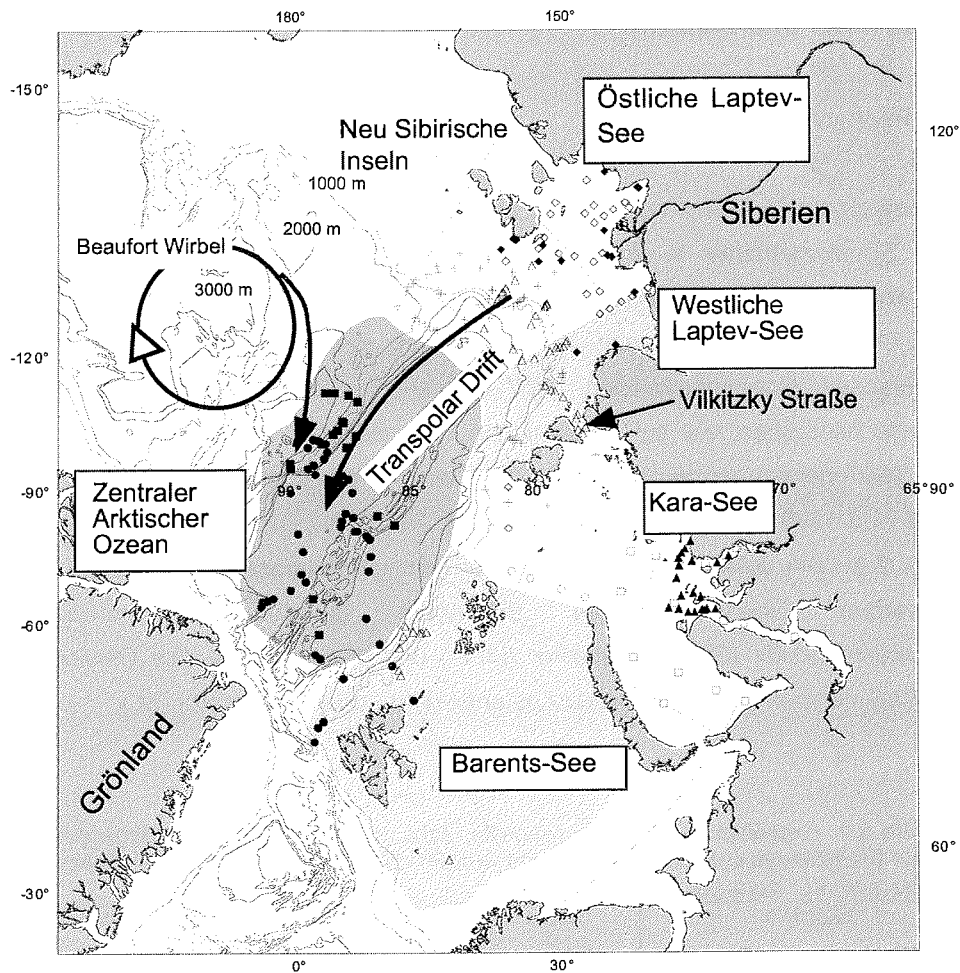 180°
150°
-150°
Östliche Laptev-
See
120°
Neu Sibirische
Inseln
1000 m
Siberien
2000 m
Beaufort Wirbel
3000 m
Westliche
Laptev-See
-120°
Transpolar Drift
Vilkitzky Straße
-90°
90°
85°
80°
70°
65°
90°
Zentraler
Arktischer
Ozean
Kara-See
-60°
Grönland
Barents-See
60°
-30°
0°
30°